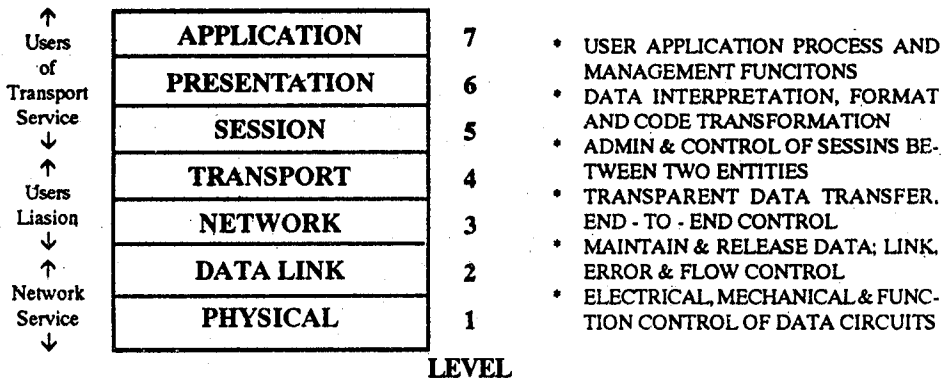 Users
of
Transport
Service
Users
Liasion
Network
Service
APPLICATION 7
PRESENTATION 6
SESSION 5
TRANSPORT 4
NETWORK 3
DATA LINK 2
PHYSICAL 1
LEVEL
* USER APPLICATION PROCESS AND
MANAGEMENT FUNCITONS
* DATA INTERPRETATION, FORMAT
AND CODE TRANSFORMATION
* ADMIN & CONTROL OF SESSINS BE-
TWEEN TWO ENTITIES
* TRANSPARENT DATA TRANSFER.
END - TO - END CONTROL
* MAINTAIN & RELEASE DATA; LINK,
ERROR & FLOW CONTROL
* ELECTRICAL, MECHANICAL & FUNC-
TION CONTROL OF DATA CIRCUITS